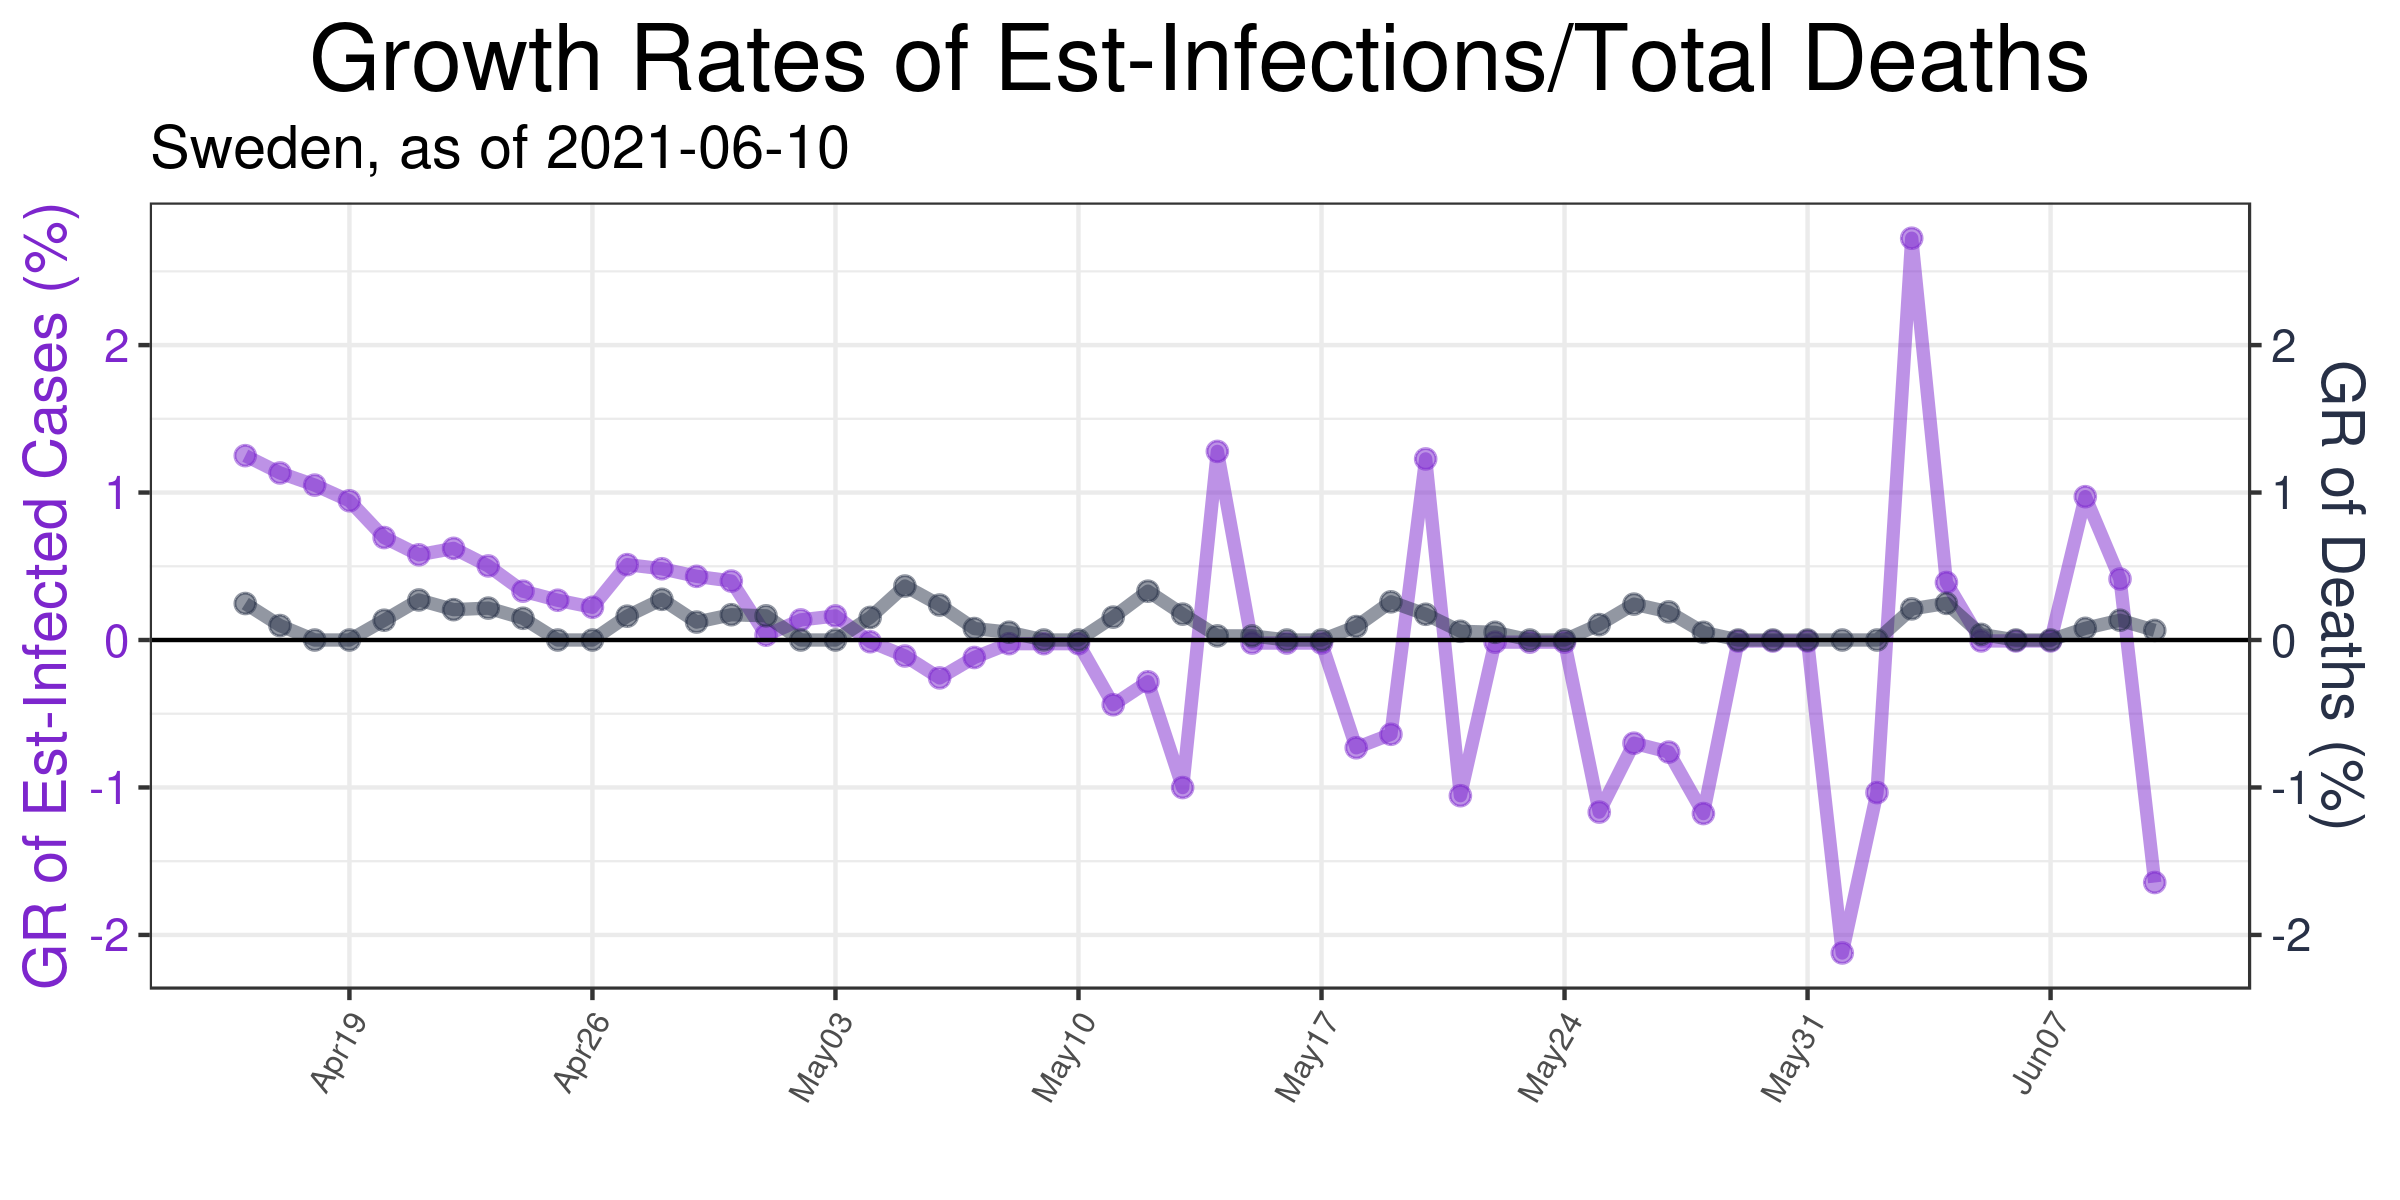 Growth Rates of Est-Infections/Total Deaths
Sweden, as of 2021-06-10
GR of Est-Infected Cases (%)
2
1
0
-1
-2
2
1
0
-1
-2
GR of Deaths (%)
Apr19
Apr26
May03
May10
May17
May24
May31
Jun07